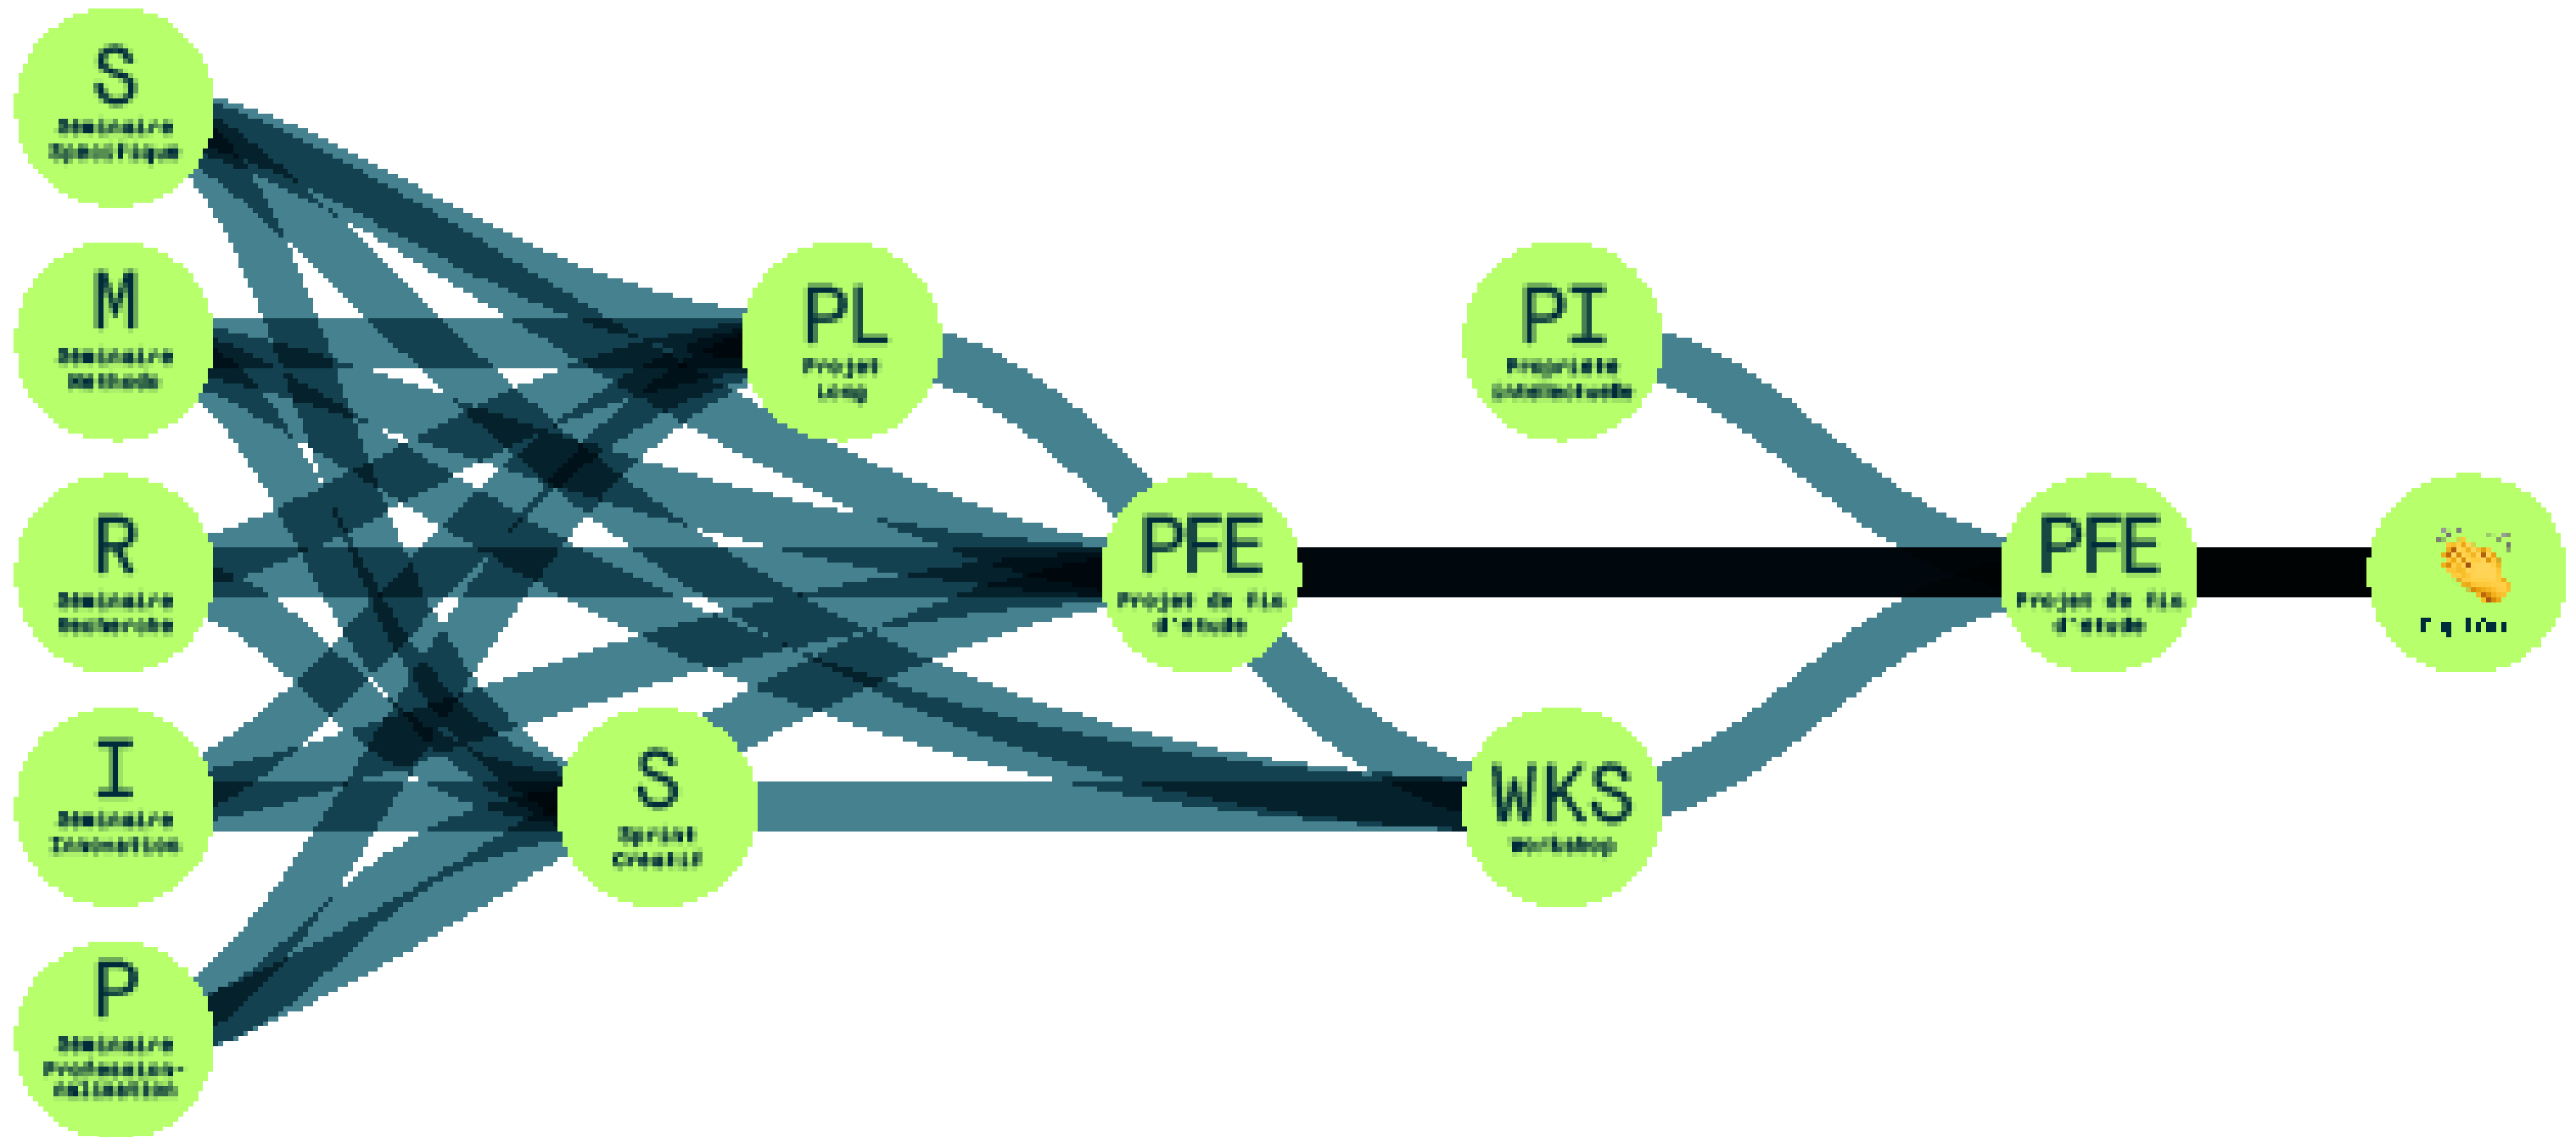 S
Séminaire
Spécifique
M
Séminaire
Méthode
R
Séminaire
Recherche
I
Séminaire
Innovation
P
Séminaire
Profession-
nalisation
PL
Projet
Long
S
Sprint
Créatif
PFE
Projet de fin
d'étude
PI
Propriété
intellectuelle
WKS
Workshop
PFE
Projet de fin
d'étude